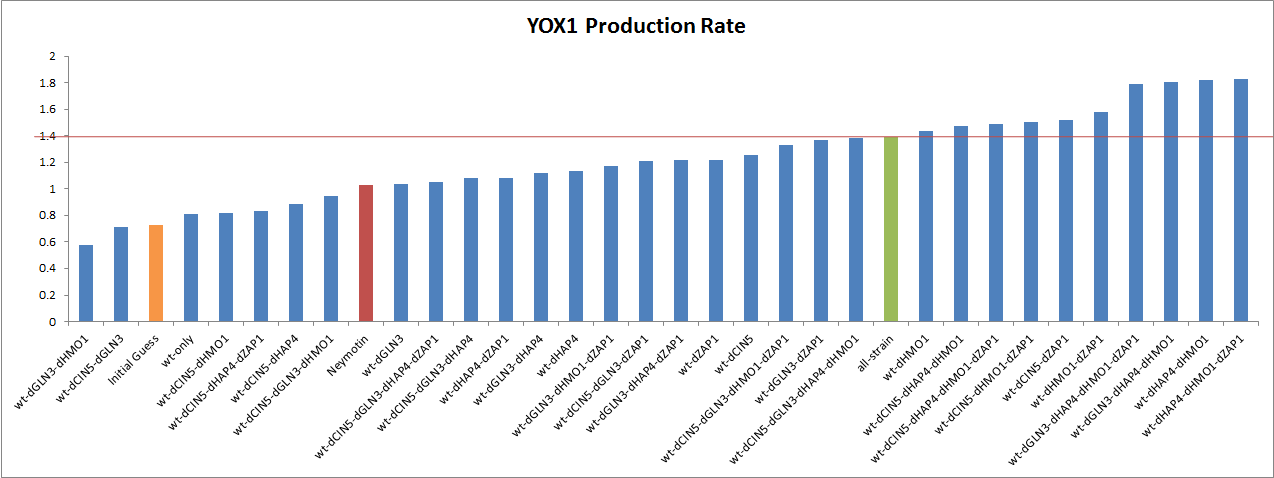 YOX1 Production Rate
2
1.8
1.6
1.4
1.2
1
0.8
0.6
0.4
0.2
0
wt-dGLN3-dHMO1
wt-dCIN5-dGLN3
Initial Guess
wt-only
wt-dCIN5-dHMO1
wt-dCIN5-dHAP4-dZAP1
wt-dCIN5-dHAP4
wt-dCIN5-dGLN3-dHMO1
Neymotin
wt-dGLN3
wt-dCIN5-dGLN3-dHAP4-dZAP1
wt-dCIN5-dGLN3-dHAP4
wt-dHAP4-dZAP1
wt-dGLN3-dHAP4
wt-dHAP4
wt-dGLN3-dHMO1-dZAP1
wt-dCIN5-dGLN3-dZAP1
wt-dGLN3-dHAP4-dZAP1
wt-dZAP1
wt-dCIN5
wt-dCIN5-dGLN3-dHMO1-dZAP1
wt-dGLN3-dZAP1
wt-dCIN5-dGLN3-dHAP4-dHMO1
all-strain
wt-dHMO1
wt-dCIN5-dHAP4-dHMO1
wt-dCIN5-dHAP4-dHMO1-dZAP1
wt-dCIN5-dHMO1-dZAP1
wt-dCIN5-dZAP1
wt-dHMO1-dZAP1
wt-dGLN3-dHAP4-dHMO1-dZAP1
wt-dGLN3-dHAP4-dHMO1
wt-dHAP4-dHMO1
wt-dHAP4-dHMO1-dZAP1